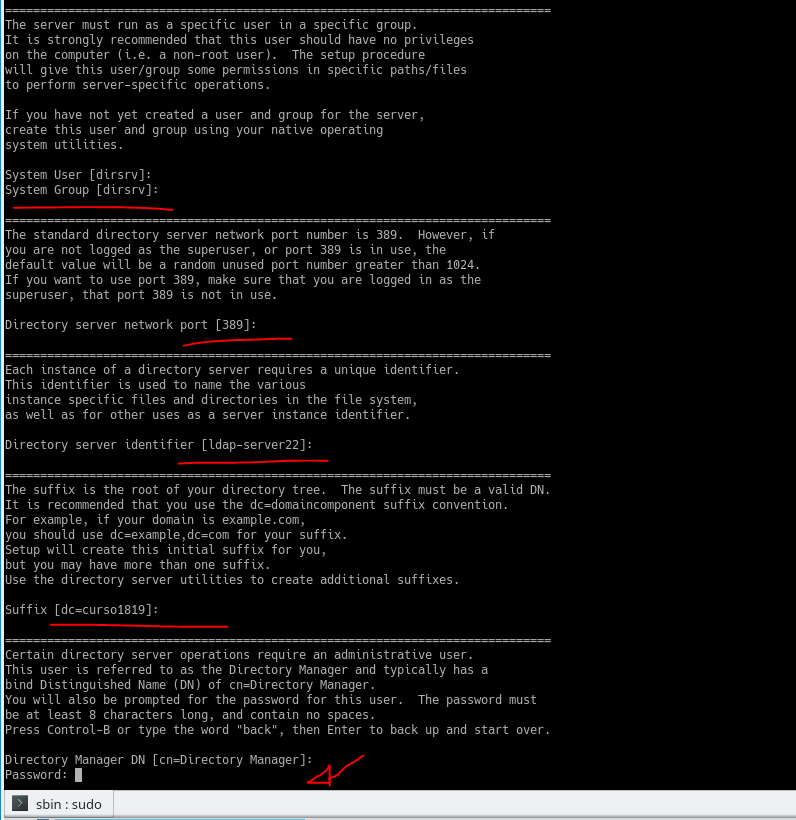 ==============================================================================
The server must run as a specific user in a specific group.
It is strongly recommended that this user should have no privileges
on the computer (i.e. a non-root user).  The setup procedure
will give this user/group some permissions in specific paths/files
to perform server-specific operations.

If you have not yet created a user and group for the server,
create this user and group using your native operating
system utilities.

System User [dirsrv]:
System Group [dirsrv]:

==============================================================================
The standard directory server network port number is 389.  However, if
you are not logged as the superuser, or port 389 is in use, the
default value will be a random unused port number greater than 1024.
If you want to use port 389, make sure that you are logged in as the
superuser, that port 389 is not in use.

Directory server network port [389]:

==============================================================================
Each instance of a directory server requires a unique identifier.
This identifier is used to name the various
instance specific files and directories in the file system,
as well as for other uses as a server instance identifier.

Directory server identifier [ldap-server22]:

==============================================================================
The suffix is the root of your directory tree.  The suffix must be a valid DN.
It is recommended that you use the dc=domaincomponent suffix convention.
For example, if your domain is example.com,
you should use dc=example,dc=com for your suffix.
Setup will create this initial suffix for you,
but you may have more than one suffix.
Use the directory server utilities to create additional suffixes.

Suffix [dc=curso1819]:

==============================================================================
Certain directory server operations require an administrative user.
This user is referred to as the Directory Manager and typically has a
bind Distinguished Name (DN) of cn=Directory Manager.
You will also be prompted for the password for this user.  The password must
be at least 8 characters long, and contain no spaces.
Press Control-B or type the word "back", then Enter to back up and start over.

Directory Manager DN [cn=Directory Manager]:
Password:
sbin : sudo